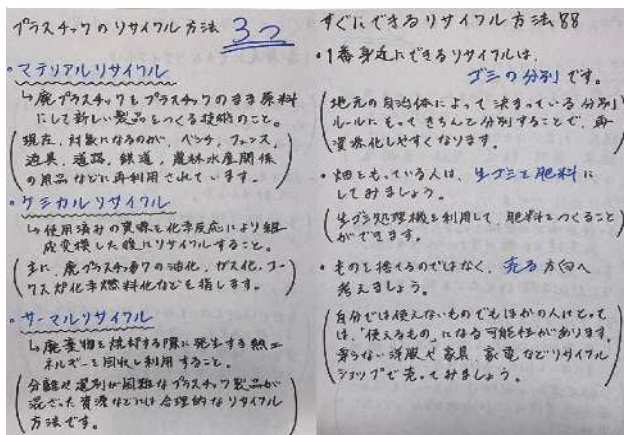 プラスチックのリサイクル方法 3つ
・マテリアルリサイクル
↳廃プラスチックをプラスチックのまま原料
にして新しい製品をつくる技術のこと。
(現在、対象になるのが、ベンチ、フェンス、
遊具、道路、鉄道、農林水産関係
の用品などに再利用されています。)
・ケミカルリサイクル
↳使用済みの資源を化学反応により組
成変換した後にリサイクルすること。
(主に、廃プラスチックの油化、ガス化、コー
クス炉化学燃料化などを指します。)
・サーマルリサイクル
↳廃棄物を焼却する際に発生する熱エ
ネルギーを回収し利用すること。
(分離や選別が困難なプラスチック製品が
混ざった資源などには合理的なリサイクル
方法です。)
すぐにできるリサイクル方法
・1番身近にできるリサイクルは、
ゴミの分別です。
(地元の自治体によって決まっている分別
ルールにそってきちんと分別することで、再
資源化しやすくなります。)
・畑をもっている人は、生ゴミを肥料に
してみましょう。
(生ゴミ処理機を利用して、肥料をつくること
ができます。)
・ものを捨てるのではなく、売る方向へ
考えましょう。
(自分では使えないものでもほかの人にとって
は、「使えるもの」になる可能性があります。
着らない洋服や家具、家電などリサイクル
ショップで売ってみましょう。)